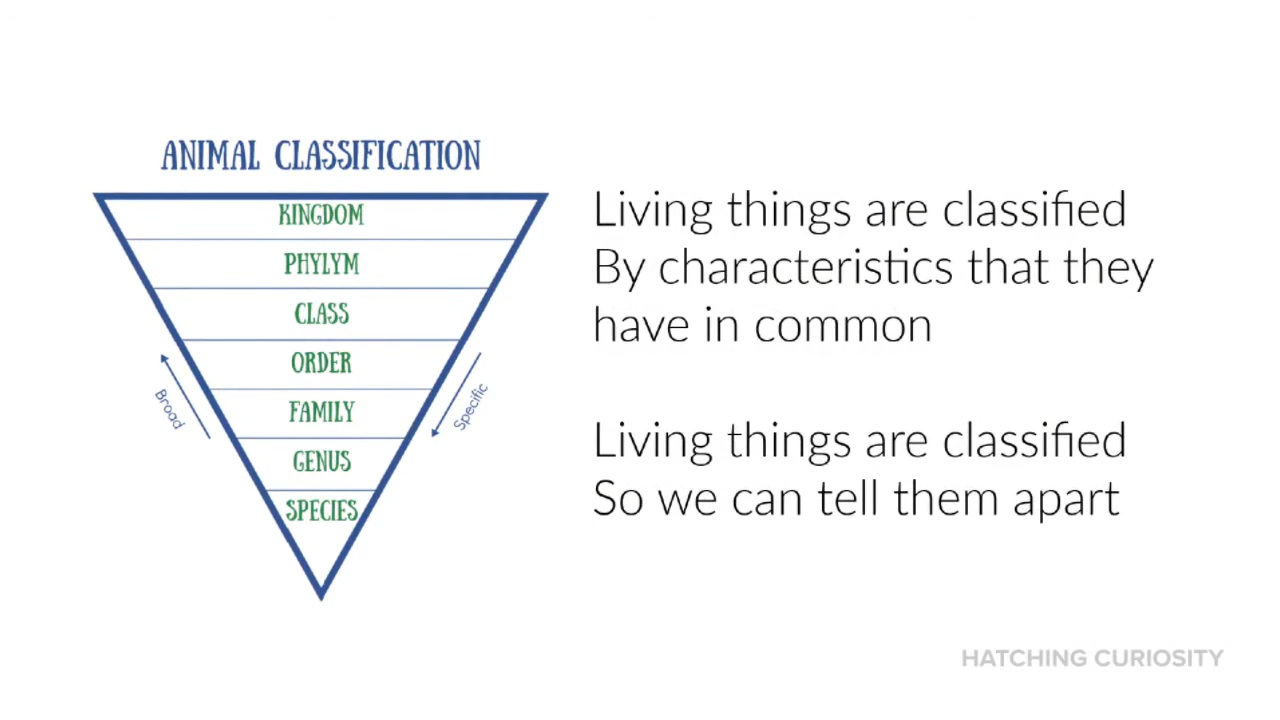 ANIMAL CLASSIFICATION
KINGDOM
PHYLYM
CLASS
ORDER
FAMILY
GENUS
SPECIES
Broad
Specific
Living things are classified
By characteristics that they
have in common
Living things are classified
So we can tell them apart
HATCHING CURIOSITY